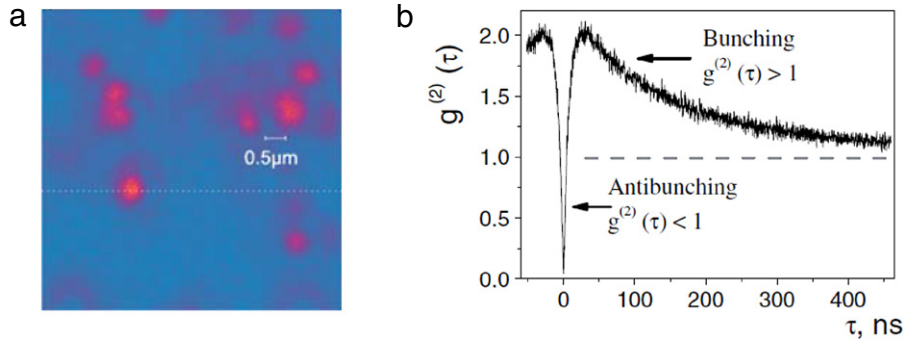 a
0.5μm
b
2.0
1.5
1.0
0.5
0.0
g⁽²⁾ (τ)
Bunching
g⁽²⁾ (τ) > 1
Antibunching
g⁽²⁾ (τ) < 1
0 100 200 300 400
τ, ns